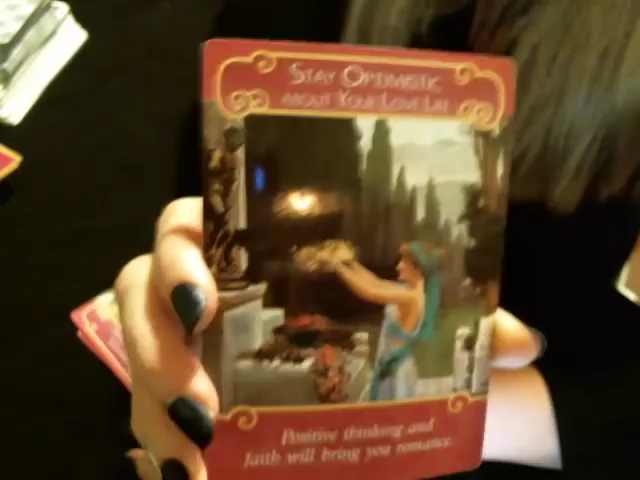 STAY OPTIMISTIC
ABOUT YOUR LOVE LIFE
Positive thinking and
faith will bring you romance.